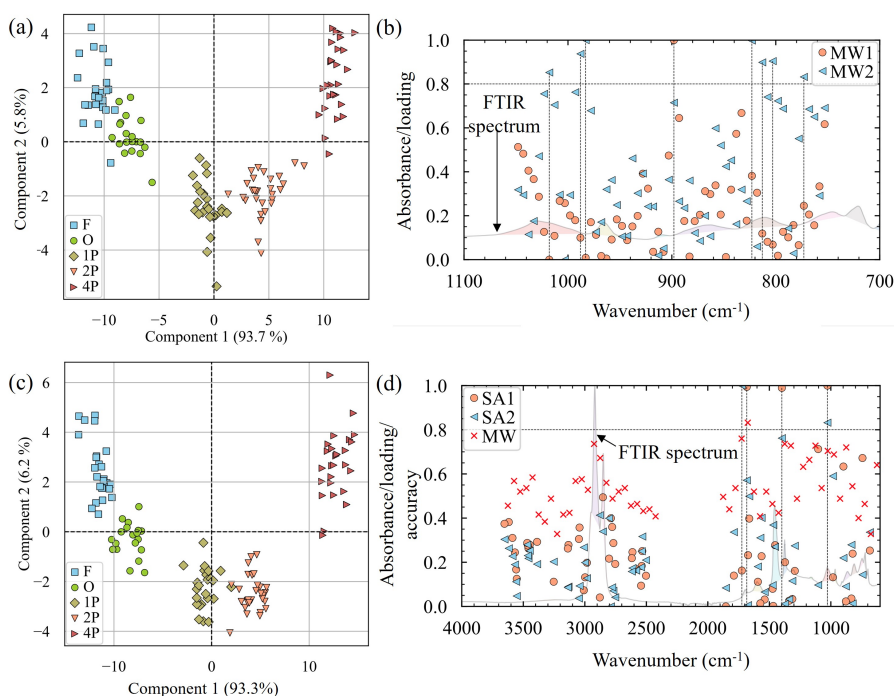 (a)
4
2
0
−2
−4
Component 2 (5.8%)
F
O
1P
2P
4P
−10
−5
0
5
10
Component 1 (93.7 %)
(b)
1.0
0.8
0.6
0.4
0.2
0.0
Absorbance/loading
FTIR
spectrum
MW1
MW2
1100
1000
900
800
700
Wavenumber (cm-1)
(c)
6
4
2
0
−2
−4
Component 2 (6.2 %)
F
O
1P
2P
4P
−10
0
10
Component 1 (93.3%)
(d)
1.0
0.8
0.6
0.4
0.2
0.0
Absorbance/loading/
accuracy
SA1
SA2
MW
FTIR spectrum
4000
3500
3000
2500
2000
1500
1000
Wavenumber (cm-1)